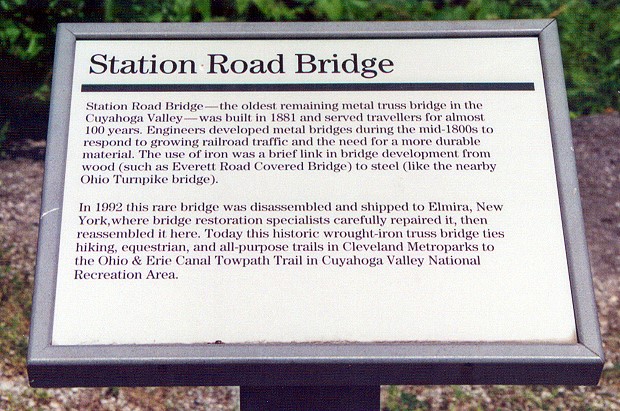 Station Road Bridge
Station Road Bridge—the oldest remaining metal truss bridge in the
Cuyahoga Valley—was built in 1881 and served travellers for almost
100 years. Engineers developed metal bridges during the mid-1800s to
respond to growing railroad traffic and the need for a more durable
material. The use of iron was a brief link in bridge development from
wood (such as Everett Road Covered Bridge) to steel (like the nearby
Ohio Turnpike bridge).
In 1992 this rare bridge was disassembled and shipped to Elmira, New
York,where bridge restoration specialists carefully repaired it, then
reassembled it here. Today this historic wrought-iron truss bridge ties
hiking, equestrian, and all-purpose trails in Cleveland Metroparks to
the Ohio & Erie Canal Towpath Trail in Cuyahoga Valley National
Recreation Area.